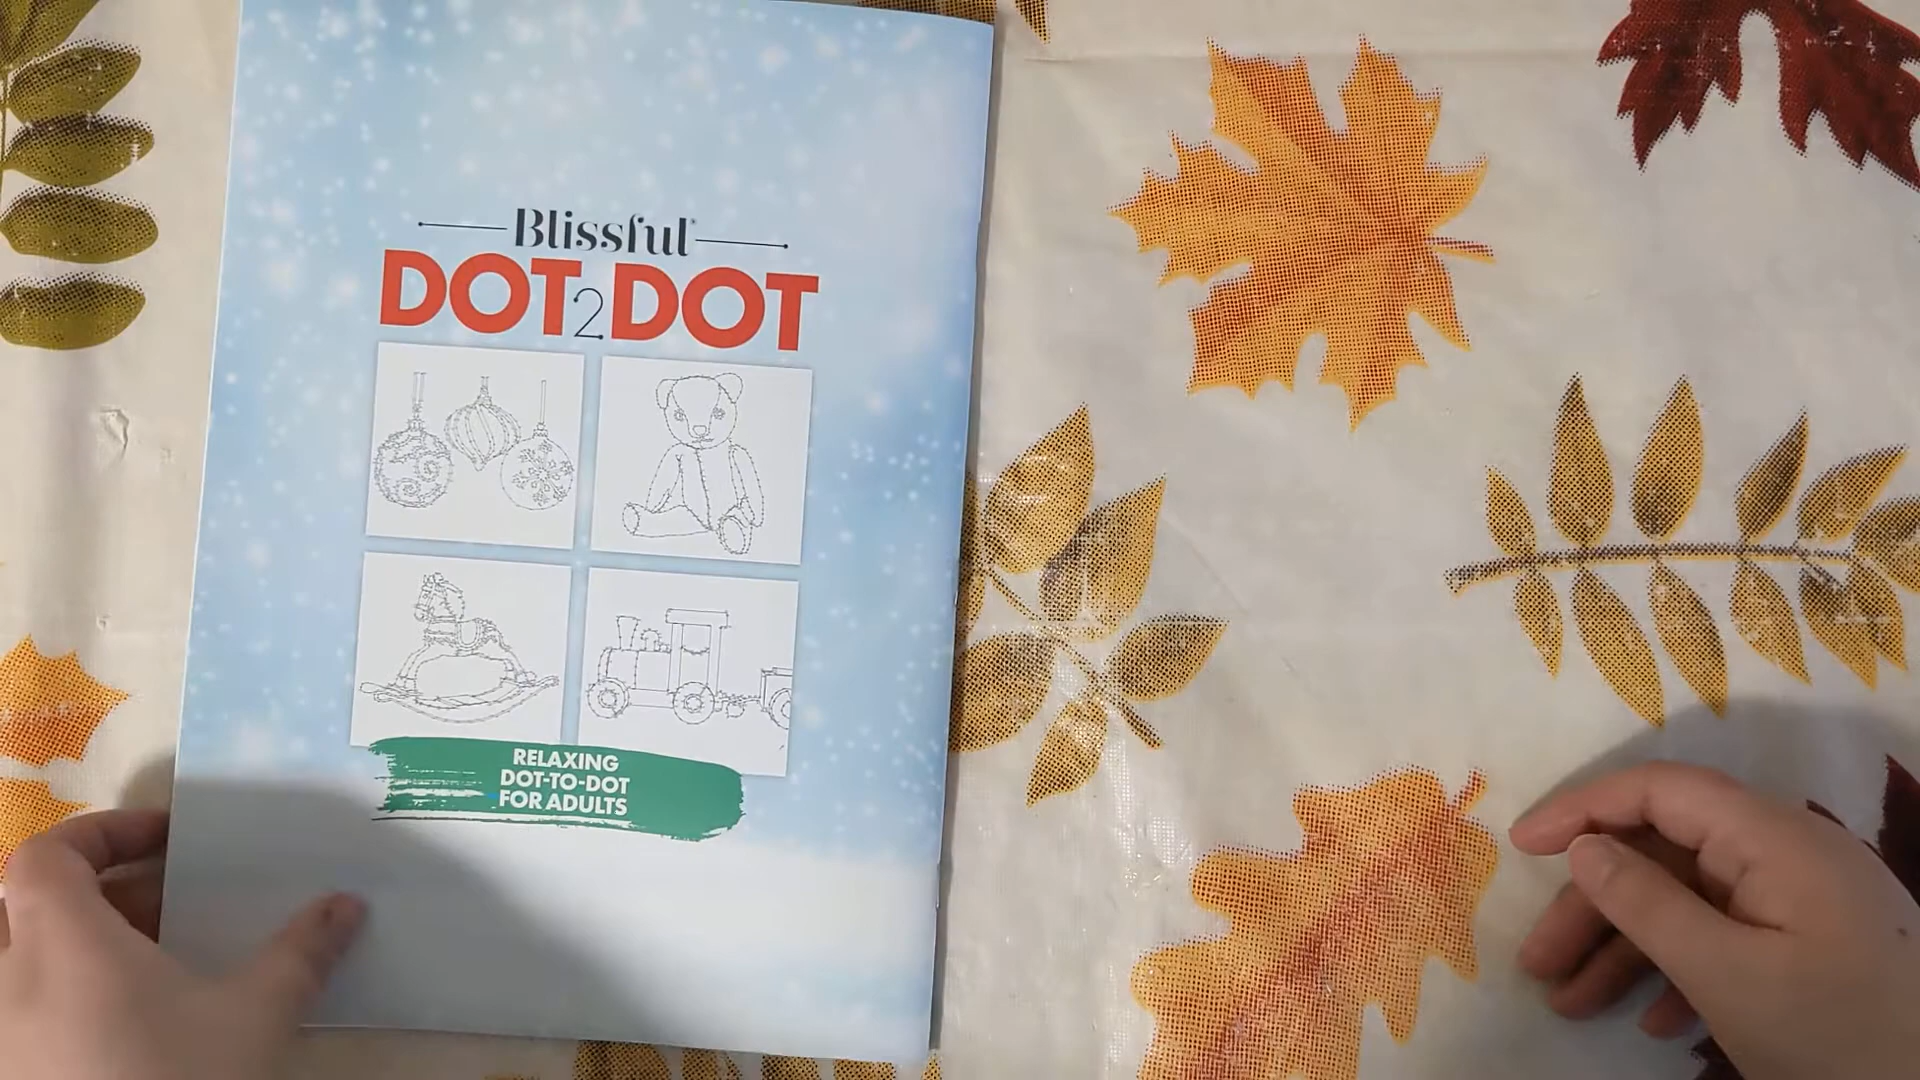 Blissful®
DOT2DOT
RELAXING
DOT-TO-DOT
FOR ADULTS